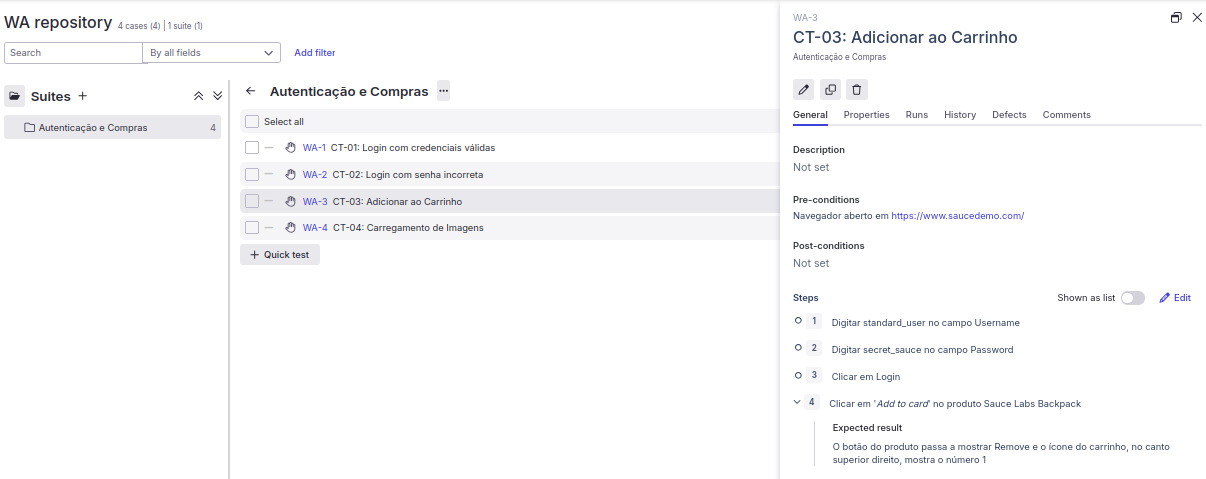 WA repository 4 cases (4) | 1 suite (1)
Search
By all fields
Add filter
Suites +
Autenticação e Compras 4
Autenticação e Compras
Select all
WA-1 CT-01: Login com credenciais válidas
WA-2 CT-02: Login com senha incorreta
WA-3 CT-03: Adicionar ao Carrinho
WA-4 CT-04: Carregamento de Imagens
+ Quick test
WA-3
CT-03: Adicionar ao Carrinho
Autenticação e Compras
General Properties Runs History Defects Comments
Description
Not set
Pre-conditions
Navegador aberto em https://www.saucedemo.com/
Post-conditions
Not set
Steps Shown as list Edit
1 Digitar standard_user no campo Username
2 Digitar secret_sauce no campo Password
3 Clicar em Login
4 Clicar em 'Add to card' no produto Sauce Labs Backpack
Expected result
O botão do produto passa a mostrar Remove e o ícone do carrinho, no canto
superior direito, mostra o número 1